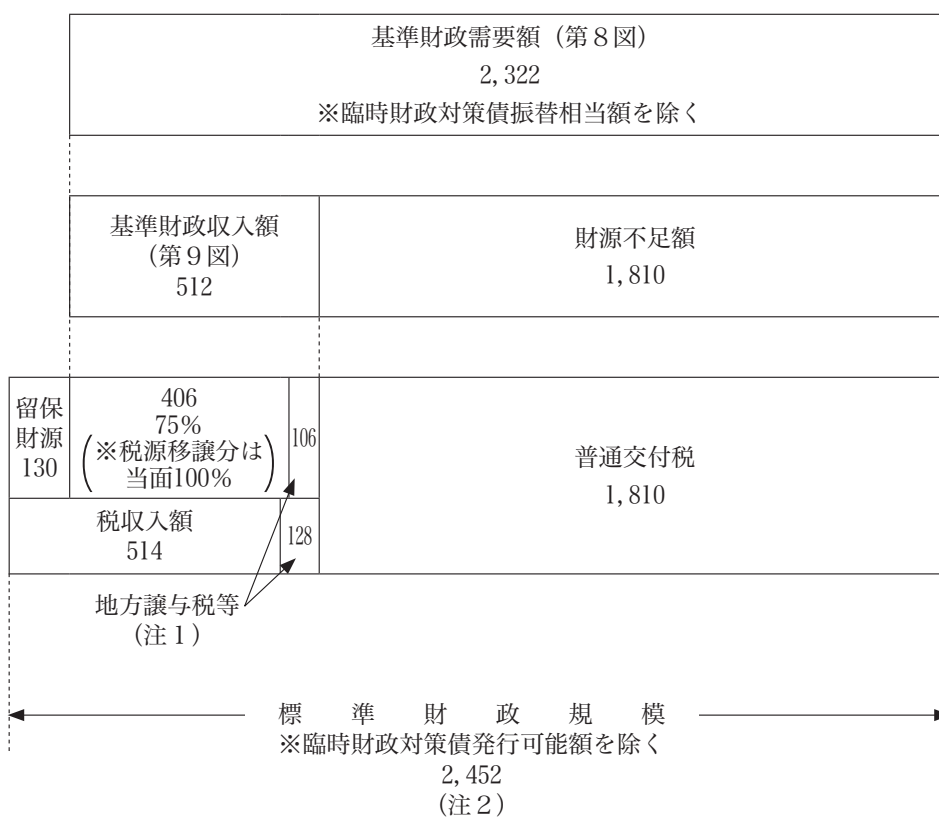 基準財政需要額（第８図）
2,322
※臨時財政対策債振替相当額を除く
基準財政収入額
（第９図）
512
財源不足額
1,810
留保
財源
130
406
75%
(※税源移譲分は
当面100%)
106
普通交付税
1,810
税収入額
514
128
地方譲与税等
（注１）
標準財政規模
※臨時財政対策債発行可能額を除く
2,452
（注２）